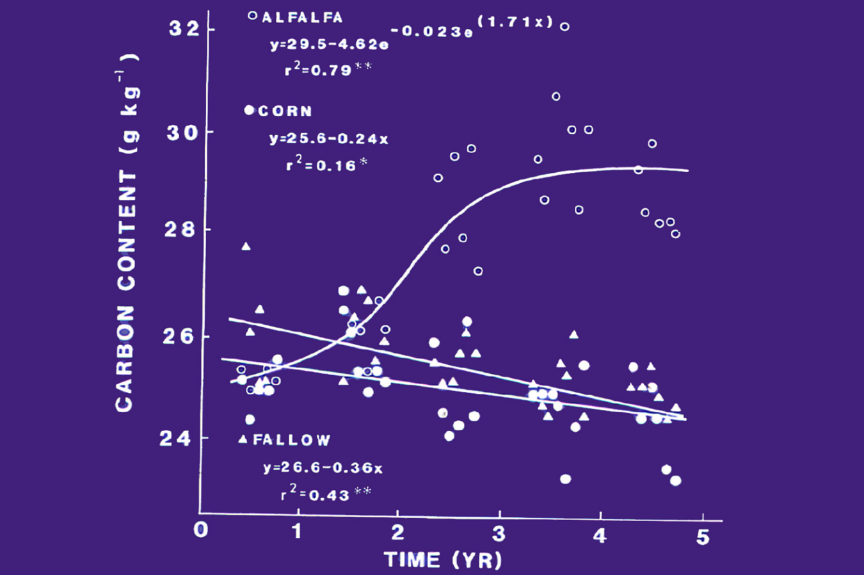 32
○ ALFALFA
y=29.5-4.62e-0.023e(1.71x)
r²=0.79**
30
●CORN
y=25.6-0.24x
r²=0.16*
28
26
24
▲FALLOW
y=26.6-0.36x
r²=0.43**
CARBON CONTENT (g kg⁻¹)
0 1 2 3 4 5
TIME (YR)